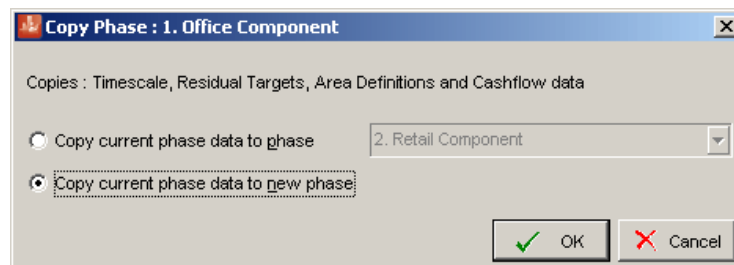 Copy Phase : 1. Office Component
Copies : Timescale, Residual Targets, Area Definitions and Cashflow data
Copy current phase data to phase 2. Retail Component
Copy current phase data to new phase
OK Cancel